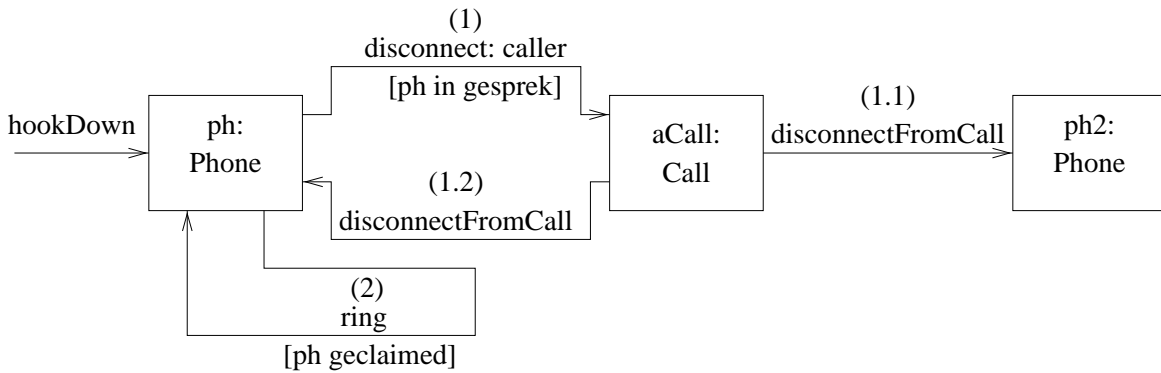 (1)
disconnect: caller
[ph in gesprek]
hookDown
ph:
Phone
aCall:
Call
(1.1)
disconnectFromCall
ph2:
Phone
(1.2)
disconnectFromCall
(2)
ring
[ph geclaimed]